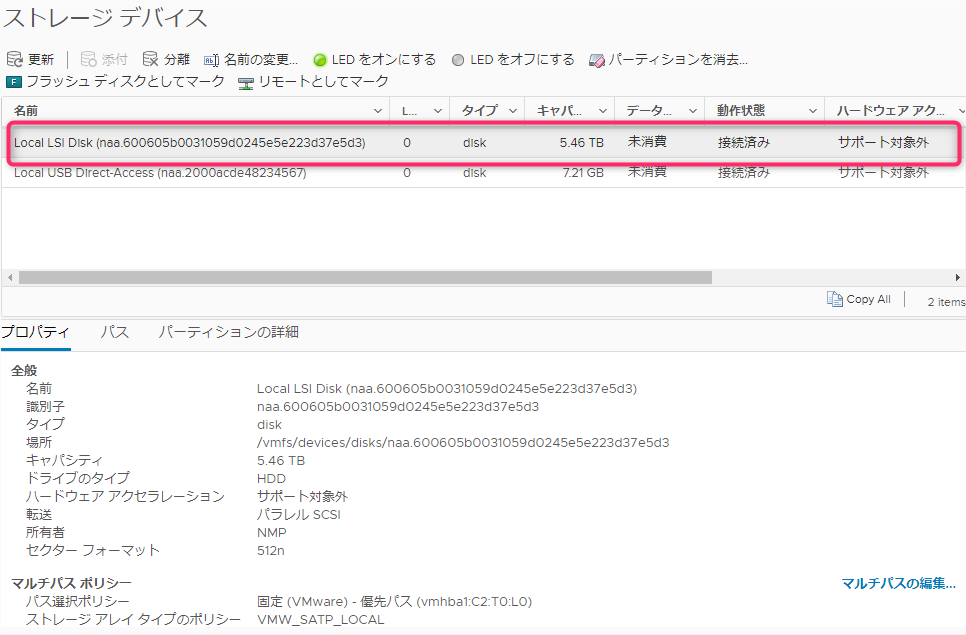 ストレージ デバイス
更新 添付 分離 名前の変更... LED をオンにする LED をオフにする パーティションを消去...
F フラッシュ ディスクとしてマーク リモートとしてマーク
名前 L... タイプ キャパ... データ... 動作状態 ハードウェア アク...
Local LSI Disk (naa.600605b0031059d0245e5e223d37e5d3) 0 disk 5.46 TB 未消費 接続済み サポート対象外
Local USB Direct-Access (naa.2000acde48234567) 0 disk 7.21 GB 未消費 接続済み サポート対象外
Copy All 2 items
プロパティ パス パーティションの詳細
全般
名前 Local LSI Disk (naa.600605b0031059d0245e5e223d37e5d3)
識別子 naa.600605b0031059d0245e5e223d37e5d3
タイプ disk
場所 /vmfs/devices/disks/naa.600605b0031059d0245e5e223d37e5d3
キャパシティ 5.46 TB
ドライブのタイプ HDD
ハードウェア アクセラレーション サポート対象外
転送 パラレル SCSI
所有者 NMP
セクター フォーマット 512n
マルチパス ポリシー マルチパスの編集...
パス選択ポリシー 固定 (VMware) - 優先パス (vmhba1:C2:T0:L0)
ストレージ アレイ タイプのポリシー VMW_SATP_LOCAL